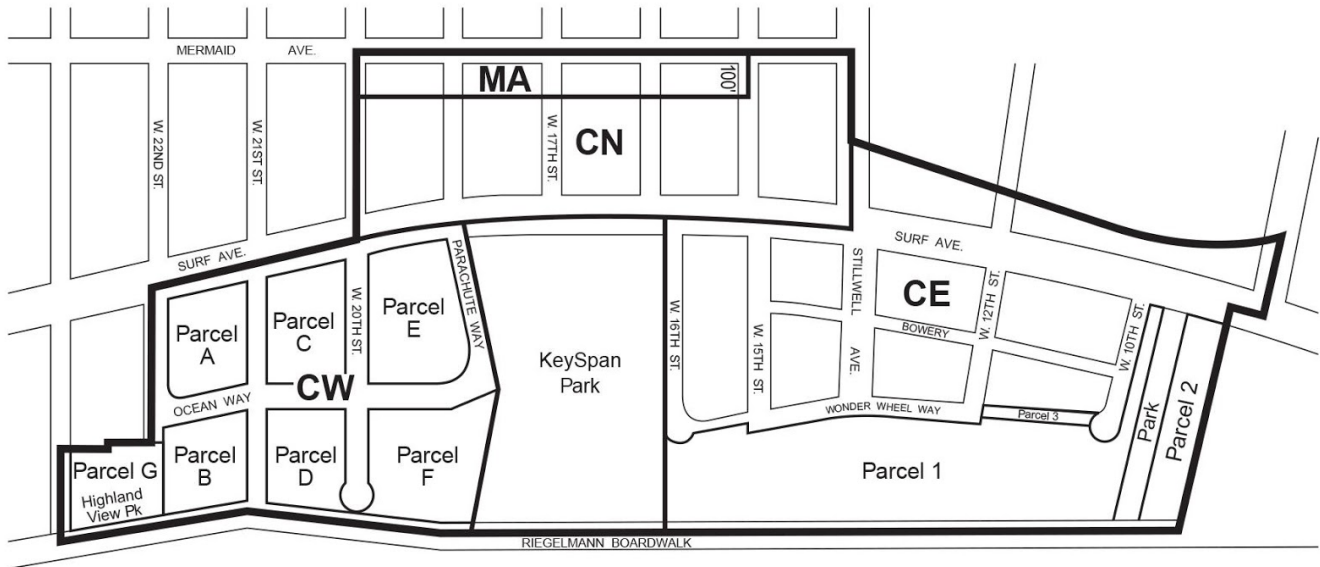 MERMAID AVE.
MA
100'
W. 22ND ST.
W. 21ST ST.
W. 17TH ST.
CN
SURF AVE.
SURF AVE.
PARACHUTE WAY
STILLWELL AVE.
Parcel
A
Parcel
C
W. 20TH ST.
Parcel
E
CW
KeySpan
Park
W. 16TH ST.
W. 15TH ST.
CE
BOWERY
W. 12TH ST.
W. 10TH ST.
OCEAN WAY
WONDER WHEEL WAY
Parcel 3
Park
Parcel 2
Parcel G
Highland
View Pk
Parcel
B
Parcel
D
Parcel
F
Parcel 1
RIEGELMANN BOARDWALK